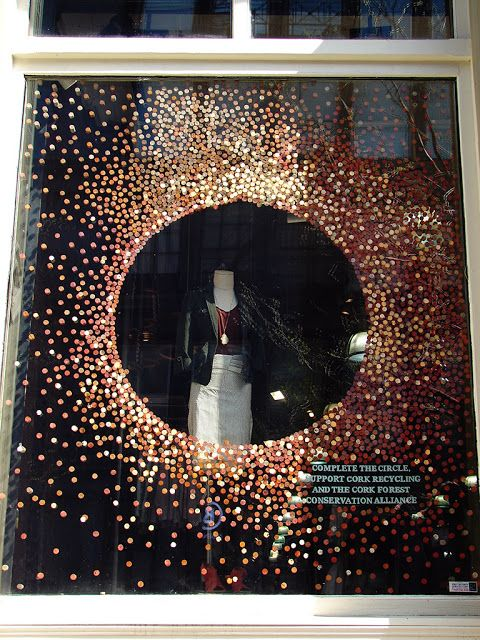 COMPLETE THE CIRCLE,
SUPPORT CORK RECYCLING
AND THE CORK FOREST
CONSERVATION ALLIANCE